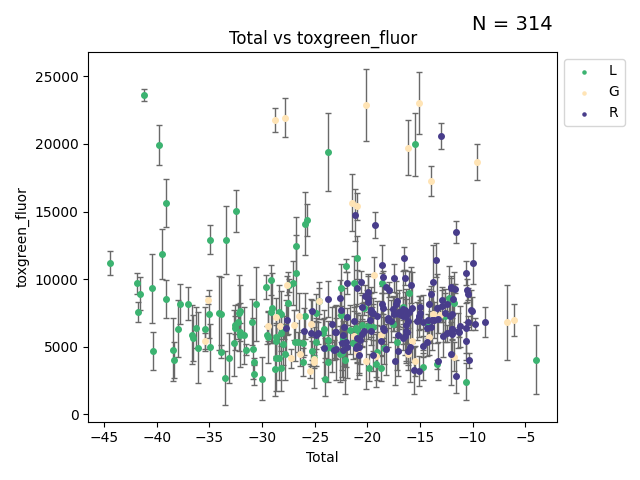 N = 314
Total vs toxgreen_fluor
25000
20000
15000
10000
5000
0
toxgreen_fluor
−45
−40
−35
−30
−25
−20
−15
−10
−5
Total
L
G
R